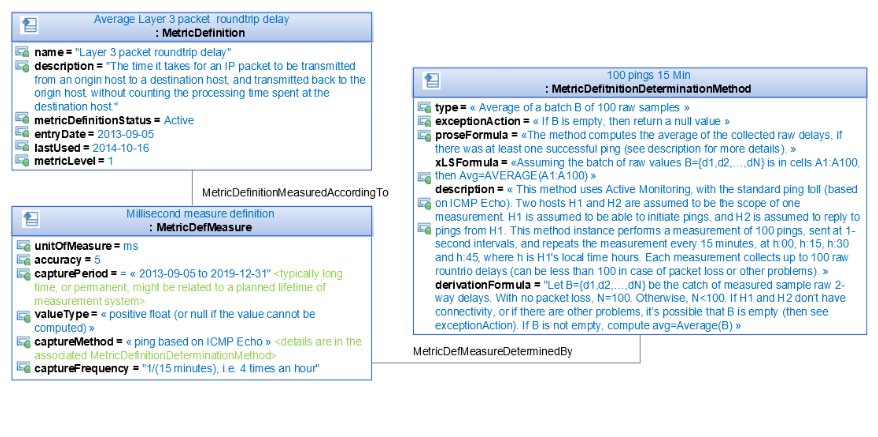 Average Layer 3 packet  roundtrip delay
: MetricDefinition
name = "Layer 3 packet roundtrip delay"
description = "The time it takes for an IP packet to be transmitted
from an origin host to a destination host, and transmitted back to the
origin host, without counting the processing time spent at the
destination host."
metricDefinitionStatus = Active
entryDate = 2013-09-05
lastUsed = 2014-10-16
metricLevel = 1
MetricDefinitionMeasuredAccordingTo
Millisecond measure definition
: MetricDefMeasure
unitOfMeasure = ms
accuracy = 5
capturePeriod = = « 2013-09-05 to 2019-12-31" <typically long
time, or permanent; might be related to a planned lifetime of
measurement system>
valueType = « positive float (or null if the value cannot be
computed) »
captureMethod = « ping based on ICMP Echo » <details are in the
associated MetricDefinitionDeterminationMethod>
captureFrequency = "1/(15 minutes), i.e. 4 times an hour"
100 pings 15 Min
: MetricDefitnitionDeterminationMethod
type = « Average of a batch B of 100 raw samples »
exceptionAction = « If B is empty, then return a null value »
proseFormula = «The method computes the average of the collected raw delays, if
there was at least one successful ping (see description for more details). »
xLSFormula = «Assuming the batch of raw values B={d1,d2,...,dN} is in cells A1:A100,
then Avg=AVERAGE(A1:A100) »
description = « This method uses Active Monitoring, with the standard ping toll (based
on ICMP Echo). Two hosts H1 and H2 are assumed to be the scope of one
measurement. H1 is assumed to be able to initiate pings, and H2 is assumed to reply to
pings from H1. This method instance performs a measurement of 100 pings, sent at 1-
second intervals, and repeats the measurement every 15 minutes, at h:00, h:15, h:30
and h:45, where h is H1's local time hours. Each measurement collects up to 100 raw
rountrio delays (can be less than 100 in case of packet loss or other problems). »
derivationFormula = "Let B={d1,d2,...,dN} be the catch of measured sample raw 2-
way delays. With no packet loss, N=100. Otherwise, N<100. If H1 and H2 don't have
connectivity, or if there are other problems, it's possible that B is empty (then see
exceptionAction). If B is not empty, compute avg=Average(B) »
MetricDefMeasureDeterminedBy